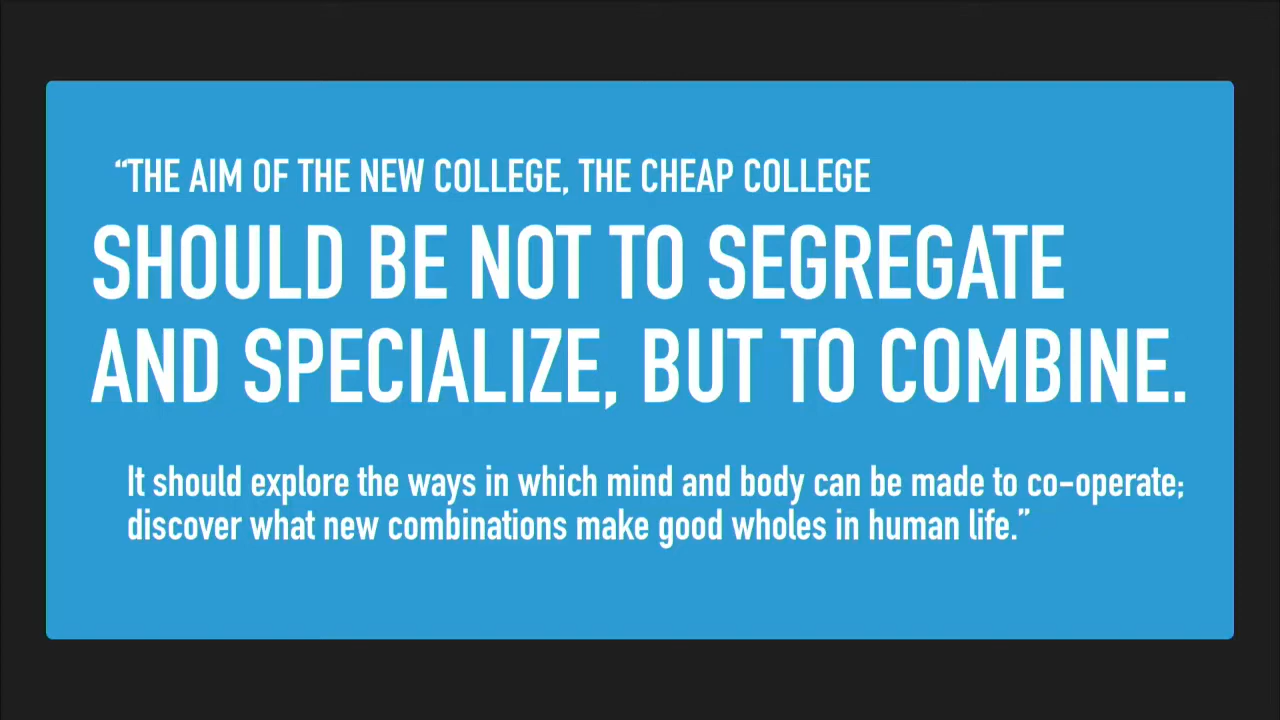 “THE AIM OF THE NEW COLLEGE, THE CHEAP COLLEGE
SHOULD BE NOT TO SEGREGATE
AND SPECIALIZE, BUT TO COMBINE.
It should explore the ways in which mind and body can be made to co-operate;
discover what new combinations make good wholes in human life.”